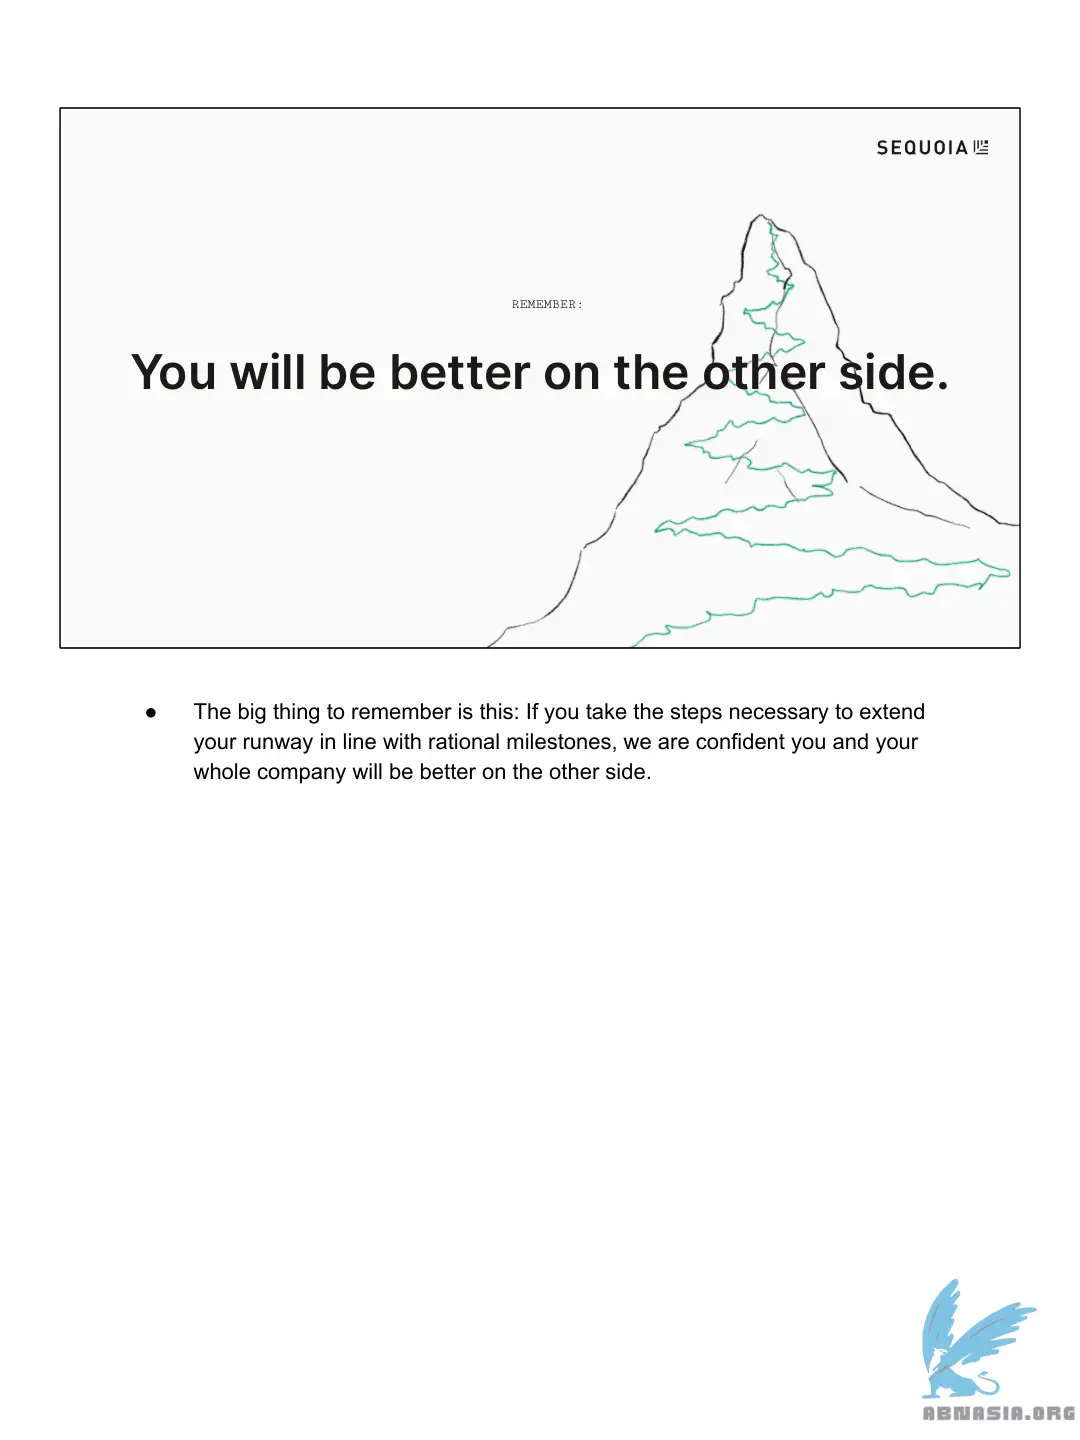 SEQUOIA
REMEMBER:
You will be better on the other side.
● The big thing to remember is this: If you take the steps necessary to extend
your runway in line with rational milestones, we are confident you and your
whole company will be better on the other side.
ABNASIA.ORG